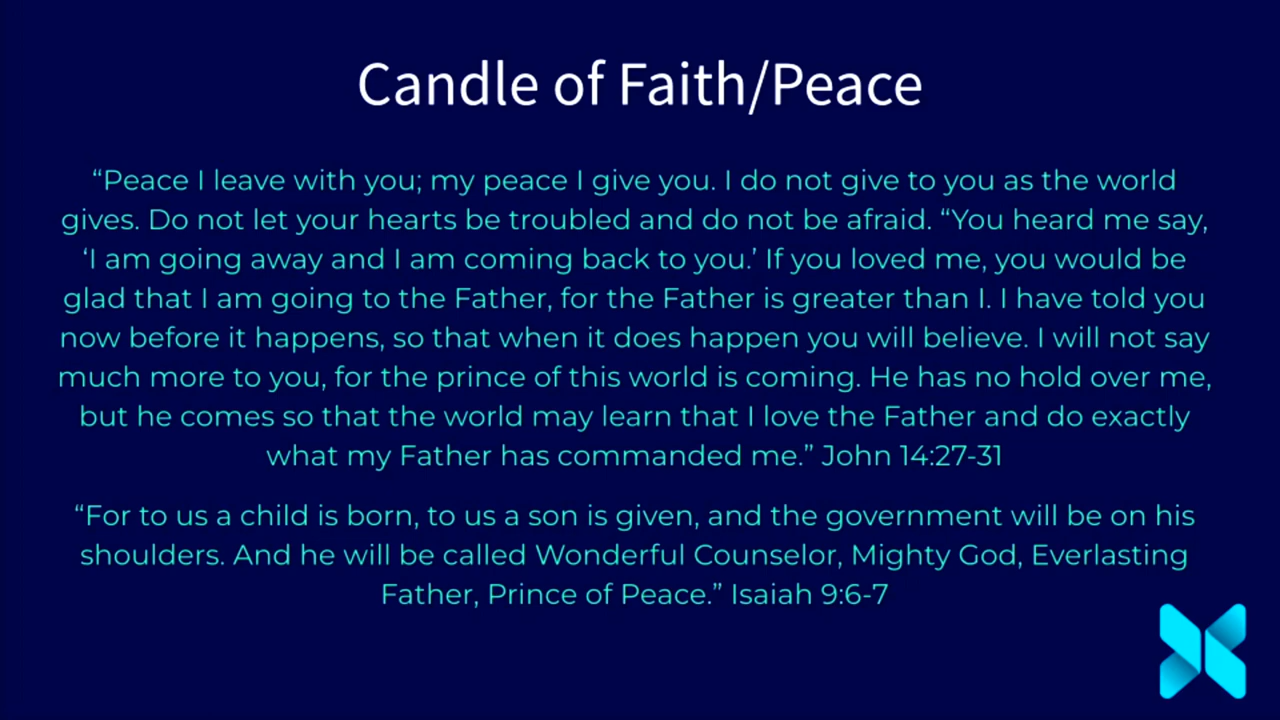 Candle of Faith/Peace
“Peace I leave with you; my peace I give you. I do not give to you as the world
gives. Do not let your hearts be troubled and do not be afraid. “You heard me say,
‘I am going away and I am coming back to you.’ If you loved me, you would be
glad that I am going to the Father, for the Father is greater than I. I have told you
now before it happens, so that when it does happen you will believe. I will not say
much more to you, for the prince of this world is coming. He has no hold over me,
but he comes so that the world may learn that I love the Father and do exactly
what my Father has commanded me.” John 14:27-31
“For to us a child is born, to us a son is given, and the government will be on his
shoulders. And he will be called Wonderful Counselor, Mighty God, Everlasting
Father, Prince of Peace.” Isaiah 9:6-7